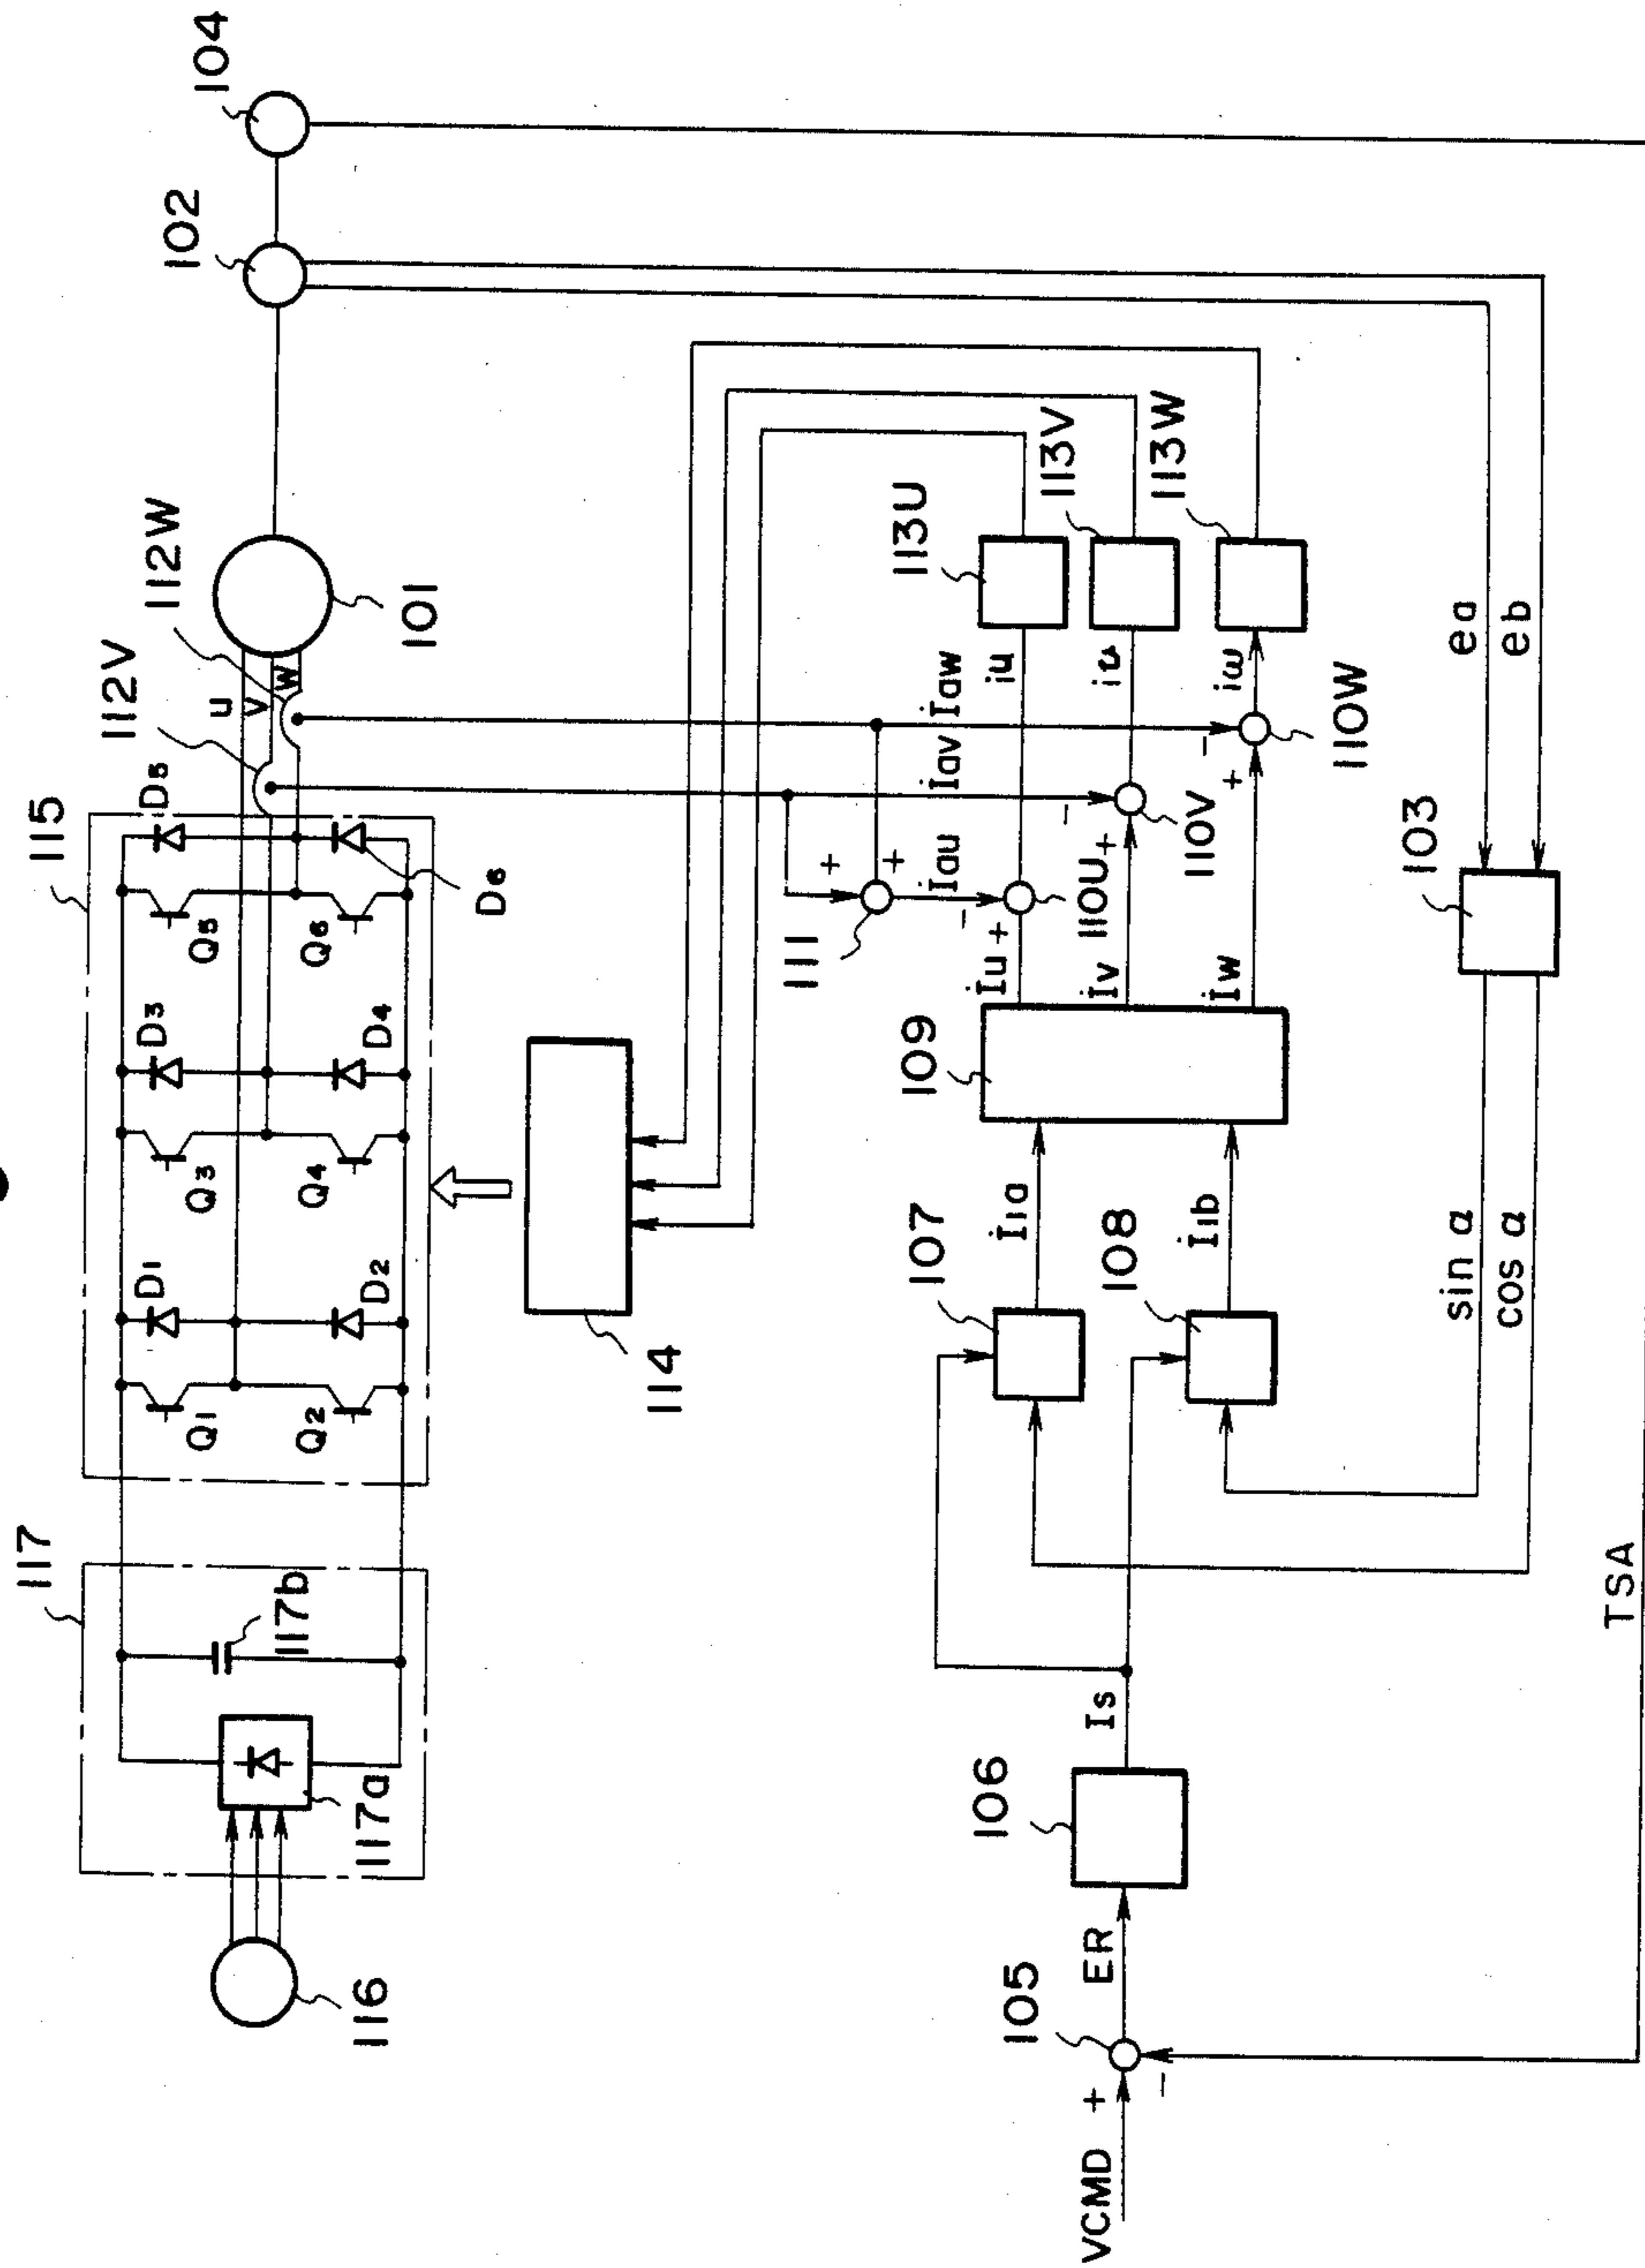 104
102
112W
112V
101
u
v
w
115
D5
Q5
Q6
D6
D3
D4
Q3
Q4
D1
D2
Q1
Q2
117
117b
117a
116
114
113U
113V
113W
iu
iv
iw
Iaw
Iav
Iau
+
+
-
-
-
111
110U
110V
110W
+
+
+
Iu
Iv
Iw
109
107
108
I1a
I1b
103
ea
eb
sin α
cos α
Is
106
105
ER
VCMD
+
-
TSA